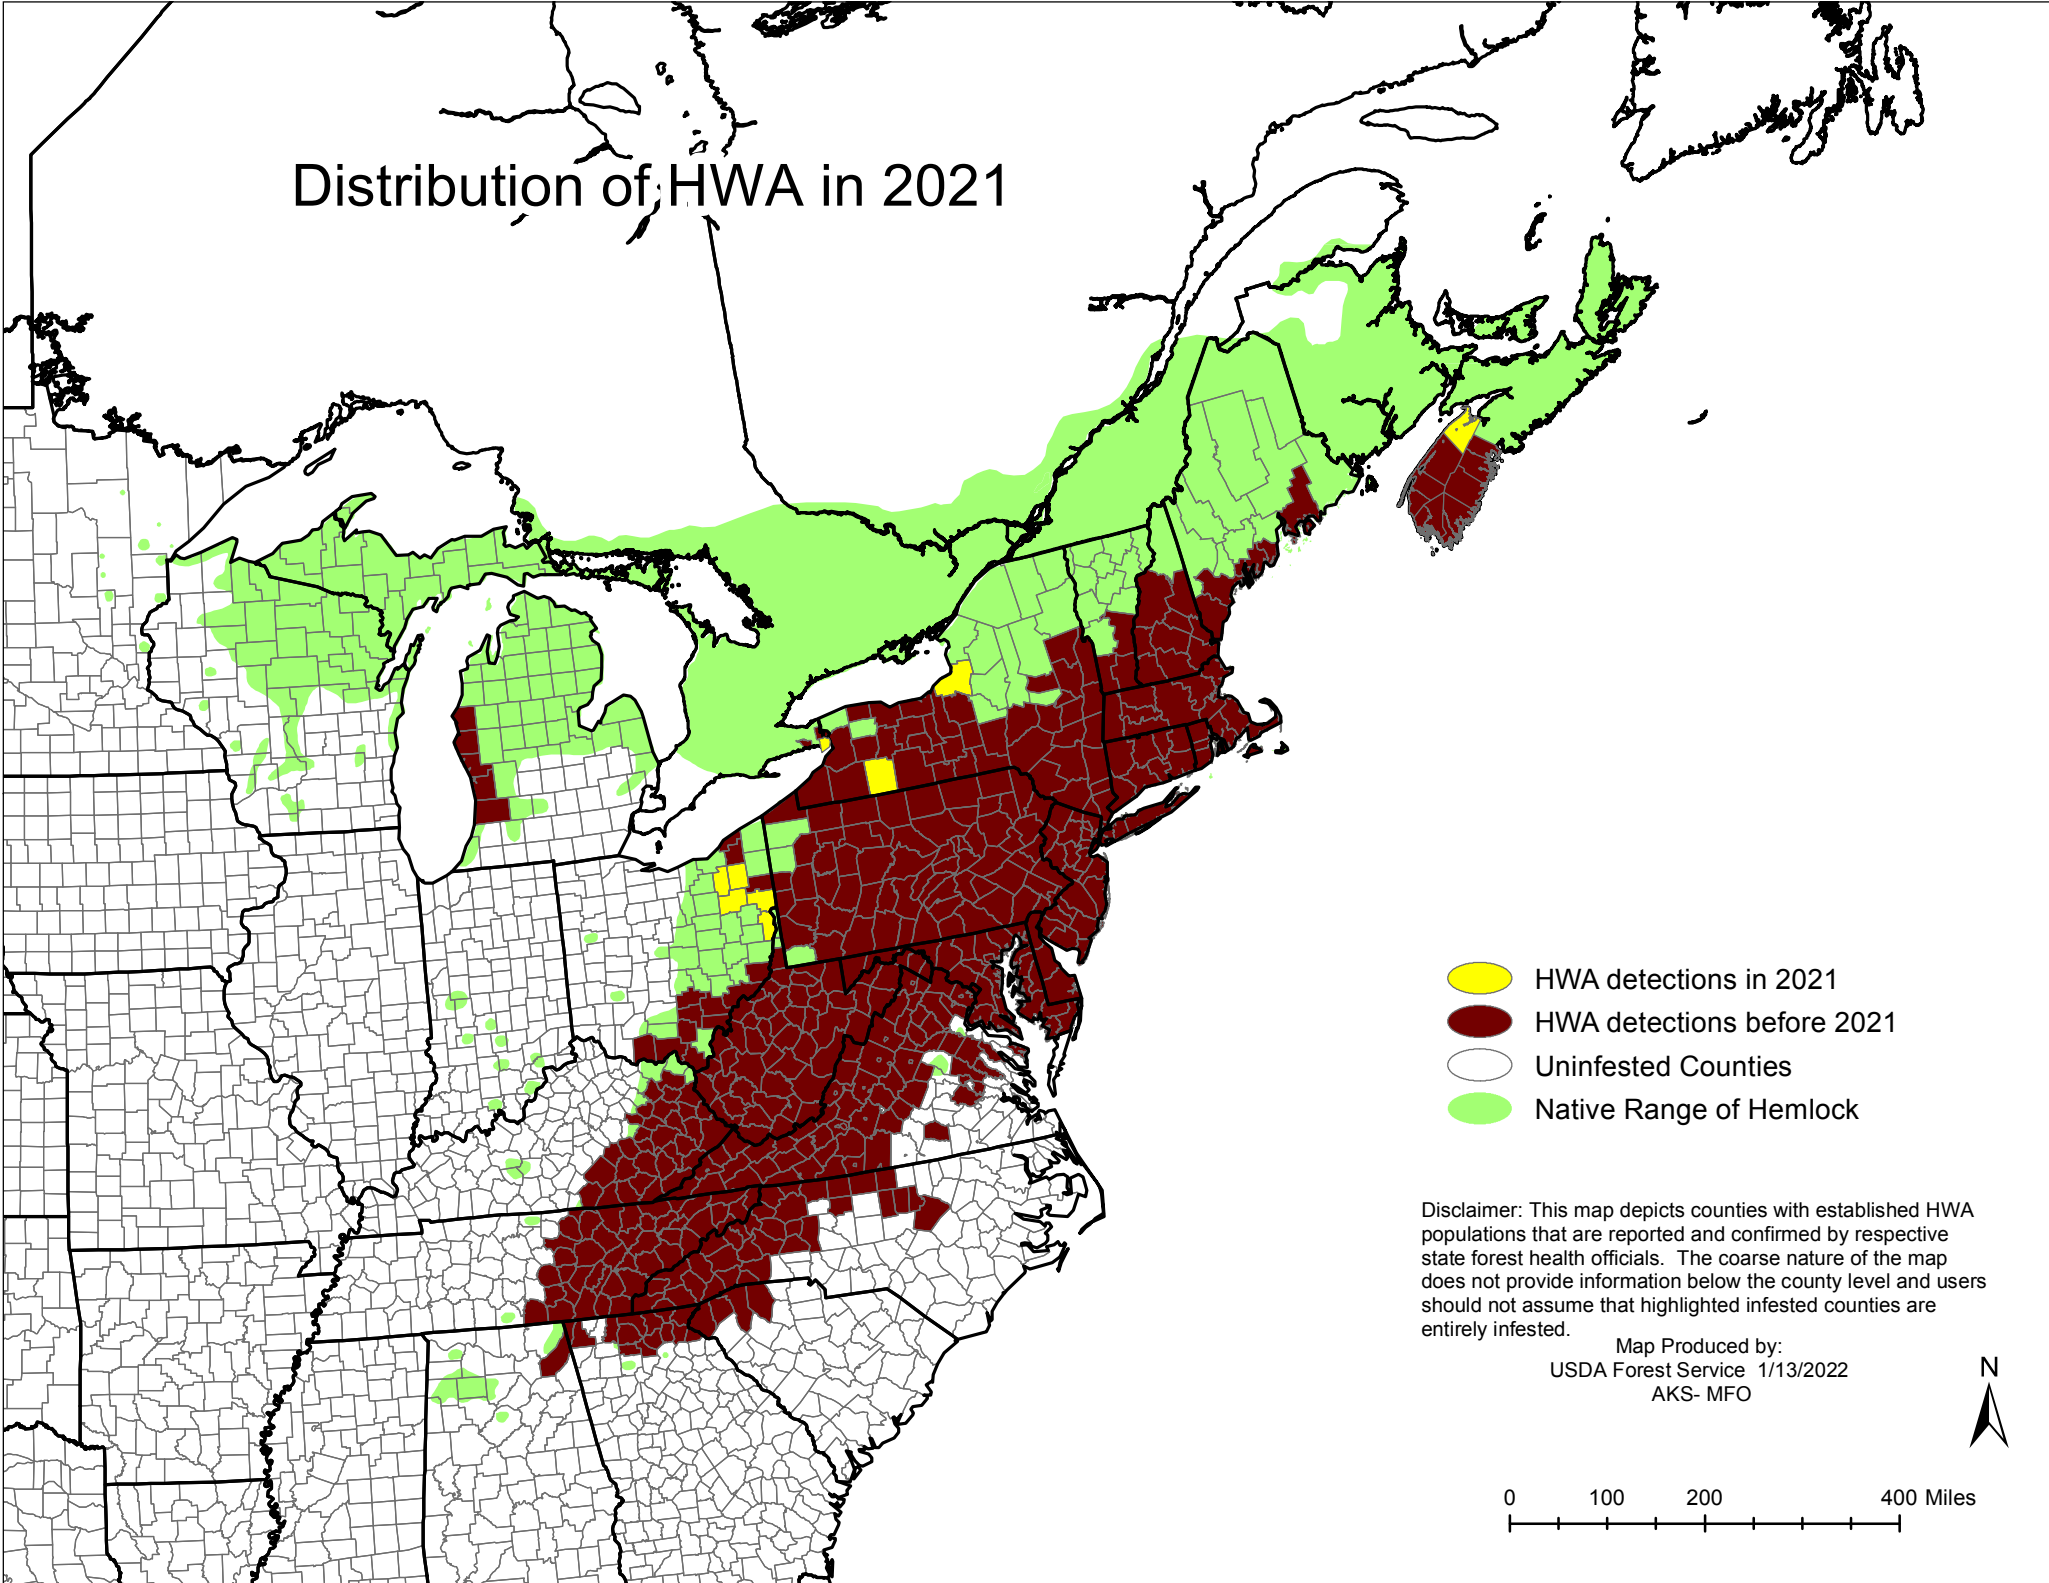 Distribution of HWA in 2021
HWA detections in 2021
HWA detections before 2021
Uninfested Counties
Native Range of Hemlock
Disclaimer: This map depicts counties with established HWA
populations that are reported and confirmed by respective
state forest health officials. The coarse nature of the map
does not provide information below the county level and users
should not assume that highlighted infested counties are
entirely infested.
Map Produced by:
USDA Forest Service 1/13/2022
AKS- MFO
N
0 100 200 400 Miles